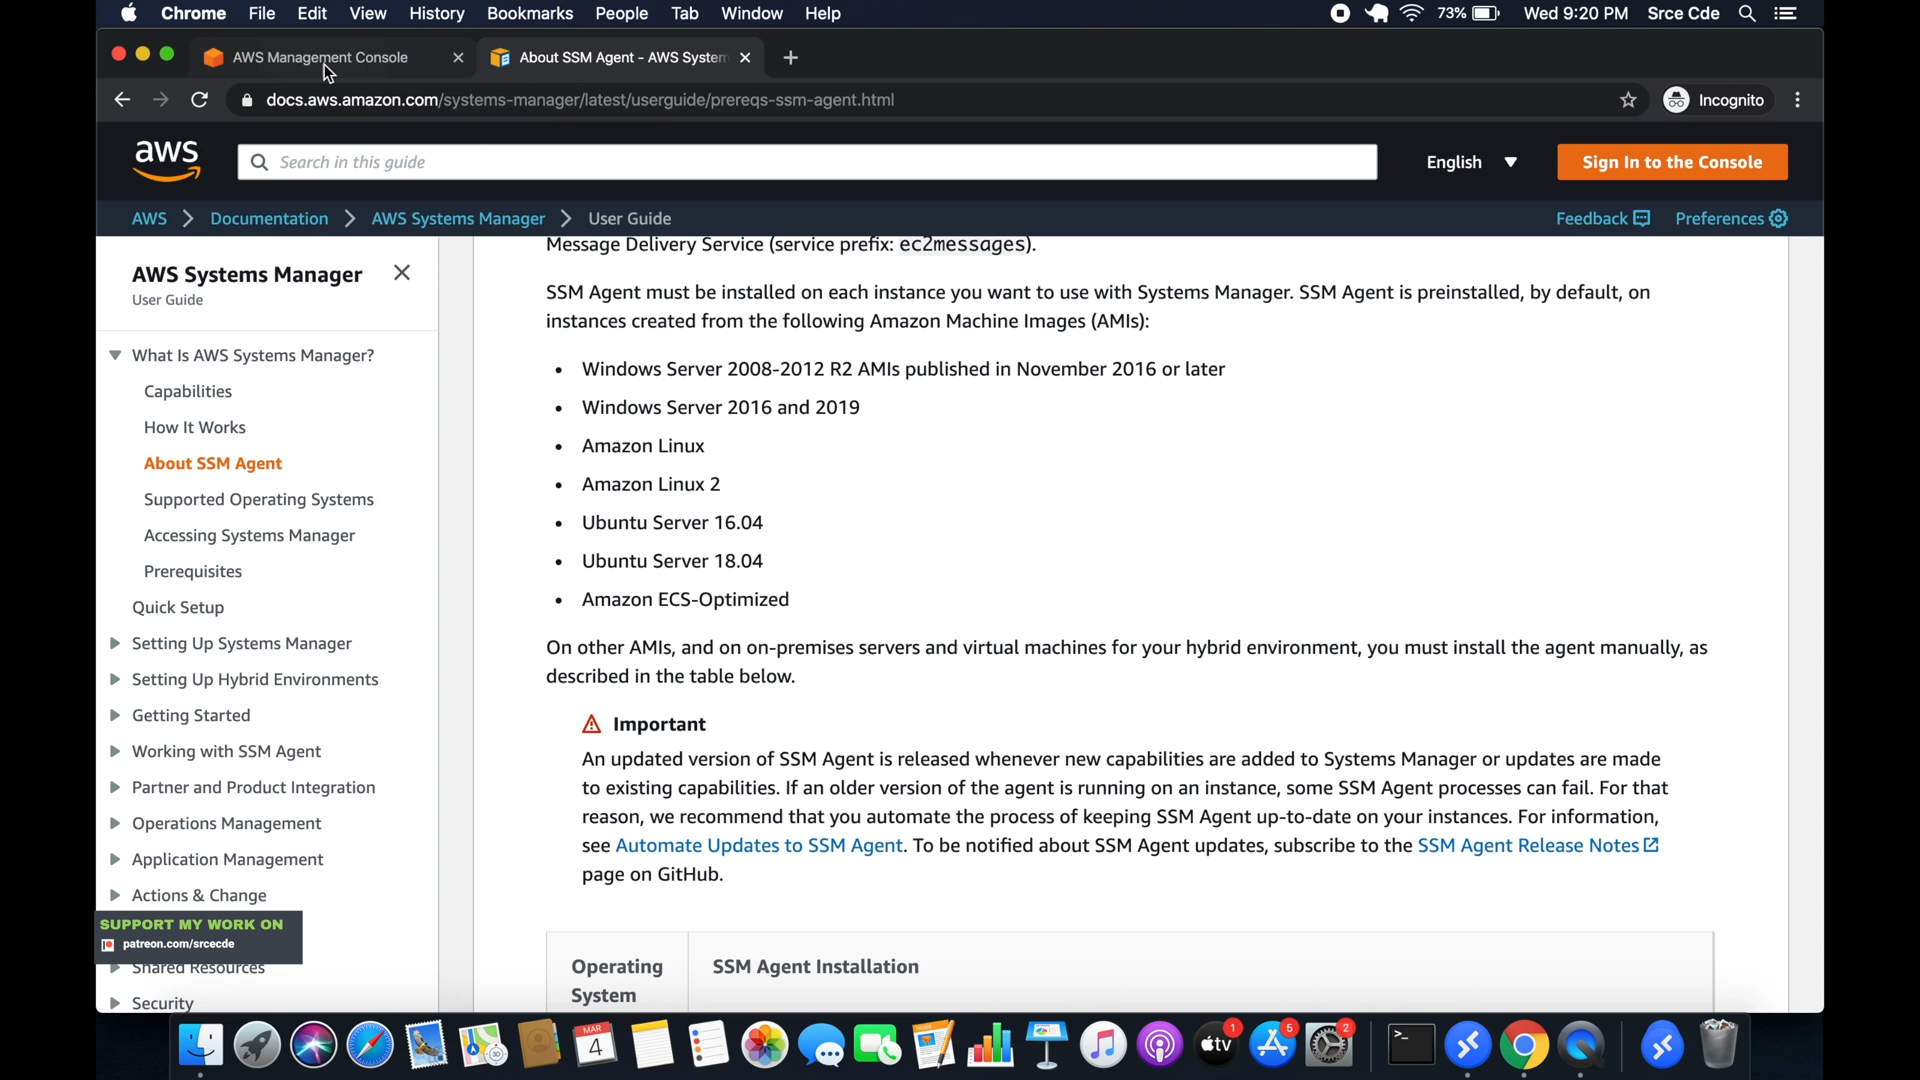 Chrome File Edit View History Bookmarks People Tab Window Help 73% Wed 9:20 PM Srce Cde
AWS Management Console
About SSM Agent - AWS System
docs.aws.amazon.com/systems-manager/latest/userguide/prereqs-ssm-agent.html
Incognito
aws
Search in this guide
English
Sign In to the Console
AWS Documentation AWS Systems Manager User Guide
Feedback Preferences
AWS Systems Manager
User Guide
What Is AWS Systems Manager?
Capabilities
How It Works
About SSM Agent
Supported Operating Systems
Accessing Systems Manager
Prerequisites
Quick Setup
Setting Up Systems Manager
Setting Up Hybrid Environments
Getting Started
Working with SSM Agent
Partner and Product Integration
Operations Management
Application Management
Actions & Change
SUPPORT MY WORK ON
patreon.com/srcecde
Shared Resources
Security
Message Delivery Service (service prefix: ec2messages).
SSM Agent must be installed on each instance you want to use with Systems Manager. SSM Agent is preinstalled, by default, on
instances created from the following Amazon Machine Images (AMIs):
• Windows Server 2008-2012 R2 AMIs published in November 2016 or later
• Windows Server 2016 and 2019
• Amazon Linux
• Amazon Linux 2
• Ubuntu Server 16.04
• Ubuntu Server 18.04
• Amazon ECS-Optimized
On other AMIs, and on on-premises servers and virtual machines for your hybrid environment, you must install the agent manually, as
described in the table below.
Important
An updated version of SSM Agent is released whenever new capabilities are added to Systems Manager or updates are made
to existing capabilities. If an older version of the agent is running on an instance, some SSM Agent processes can fail. For that
reason, we recommend that you automate the process of keeping SSM Agent up-to-date on your instances. For information,
see Automate Updates to SSM Agent. To be notified about SSM Agent updates, subscribe to the SSM Agent Release Notes
page on GitHub.
Operating
System
SSM Agent Installation
MAR
4
tv
1
5
2